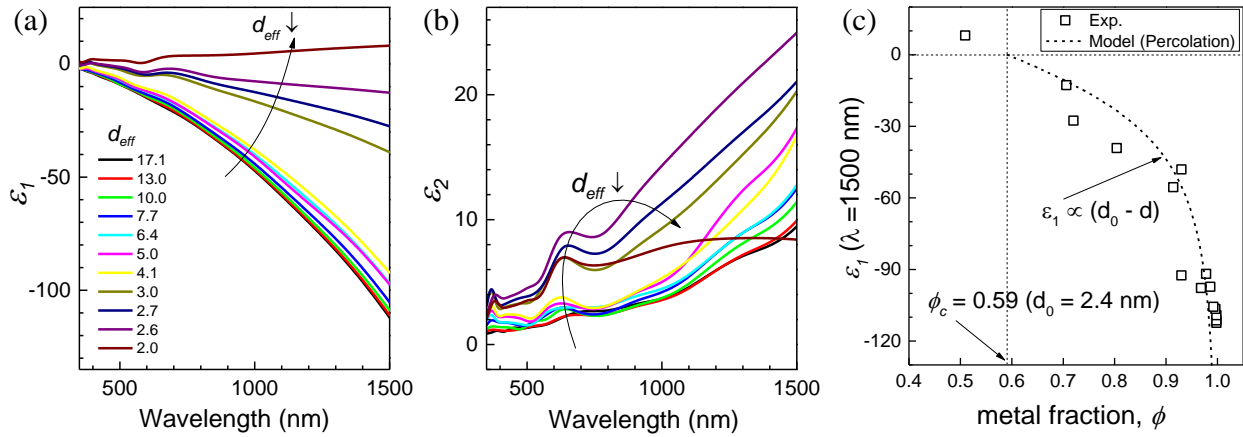 (a)
d_eff ↓
0
-50
-100
ε₁
d_eff
17.1
13.0
10.0
7.7
6.4
5.0
4.1
3.0
2.7
2.6
2.0
500 1000 1500
Wavelength (nm)
(b)
20
10
0
ε₂
d_eff ↓
500 1000 1500
Wavelength (nm)
(c)
Exp.
Model (Percolation)
0
-30
-60
-90
-120
ε₁ (λ =1500 nm)
ε₁ ∝ (d₀ - d)
ϕ_c = 0.59 (d₀ = 2.4 nm)
0.4 0.5 0.6 0.7 0.8 0.9 1.0
metal fraction, ϕ